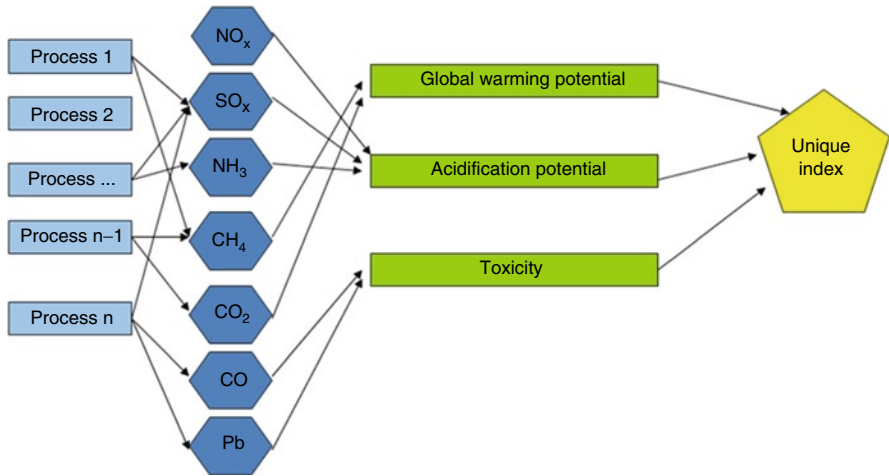 Process 1
Process 2
Process ...
Process n–1
Process n
NOₓ
SOₓ
NH₃
CH₄
CO₂
CO
Pb
Global warming potential
Acidification potential
Toxicity
Unique
index